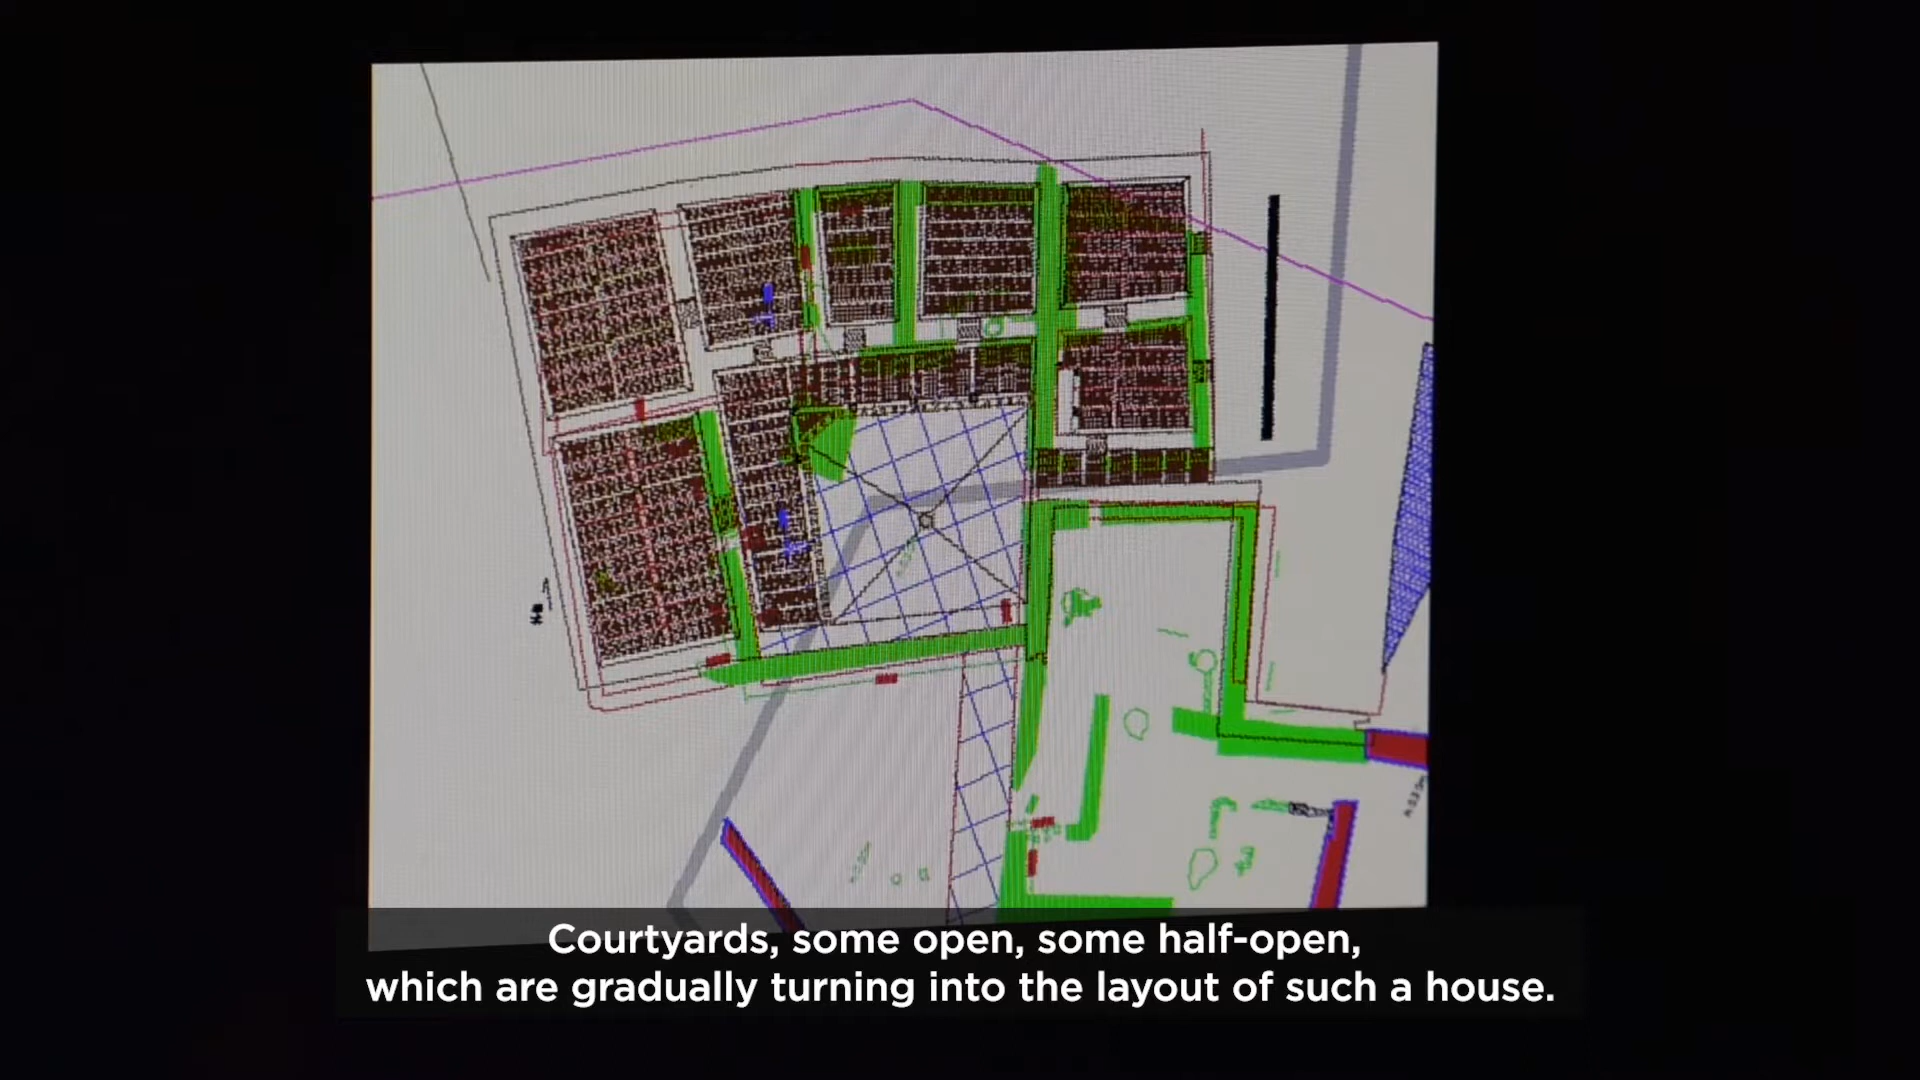 Courtyards, some open, some half-open,
which are gradually turning into the layout of such a house.